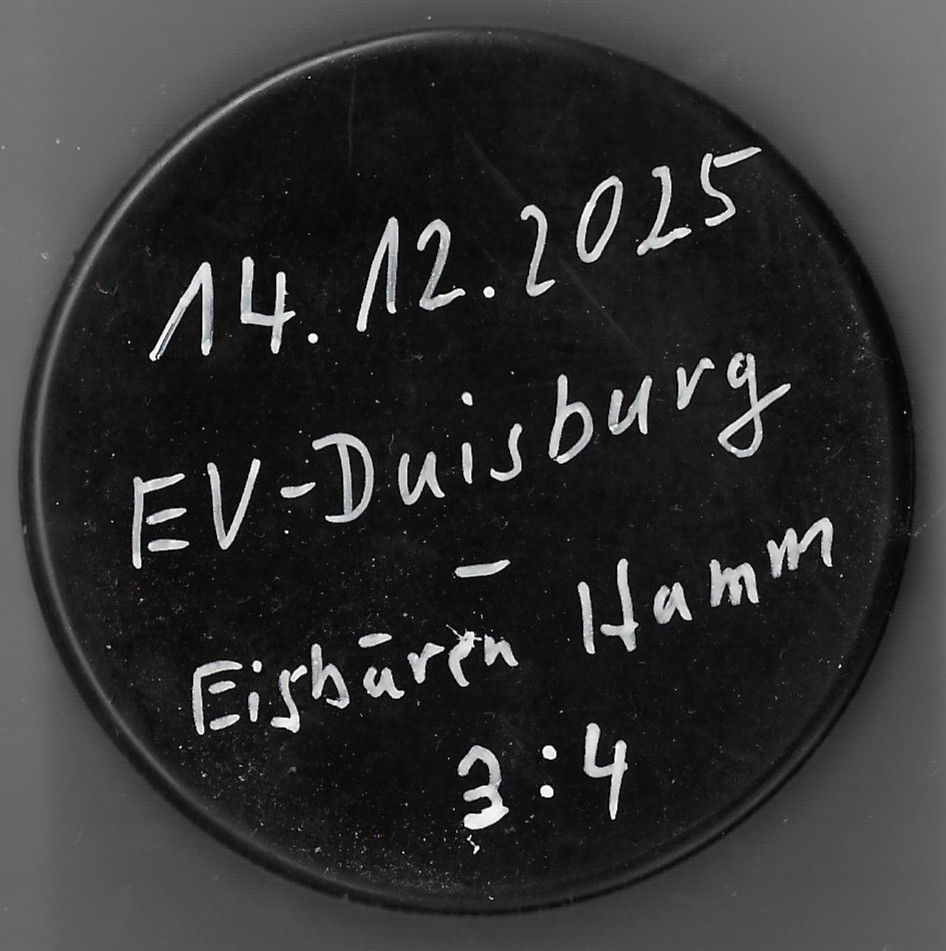 14.12.2025
EV-Duisburg
-
Eisbären Hamm
3:4